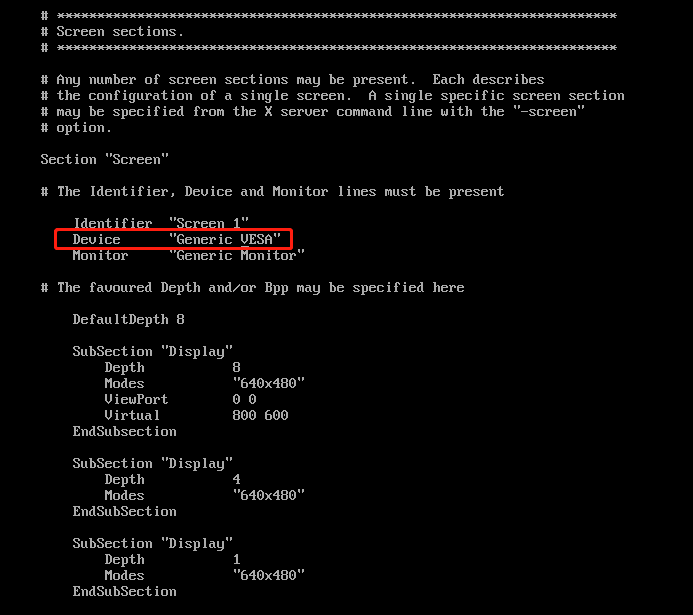 # **********************************************************************
# Screen sections.
# **********************************************************************
# Any number of screen sections may be present.  Each describes
# the configuration of a single screen.  A single specific screen section
# may be specified from the X server command line with the "-screen"
# option.
Section "Screen"
# The Identifier, Device and Monitor lines must be present
    Identifier  "Screen 1"
    Device      "Generic VESA"
    Monitor     "Generic Monitor"
# The favoured Depth and/or Bpp may be specified here
    DefaultDepth 8
    SubSection "Display"
        Depth           8
        Modes           "640x480"
        ViewPort        0 0
        Virtual         800 600
    EndSubsection
    SubSection "Display"
        Depth           4
        Modes           "640x480"
    EndSubSection
    SubSection "Display"
        Depth           1
        Modes           "640x480"
    EndSubSection